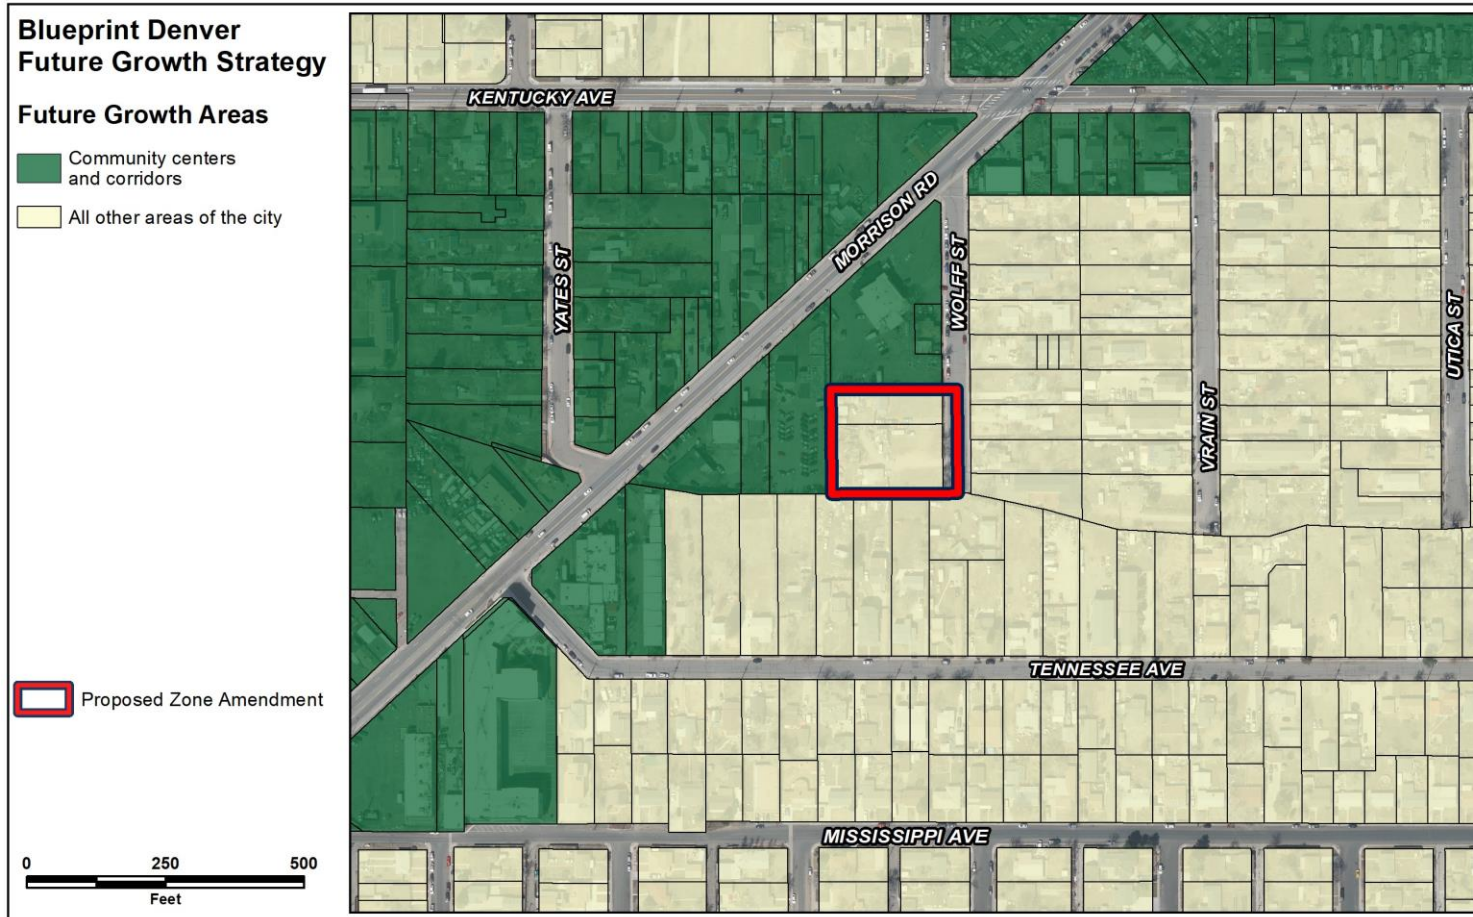 Blueprint Denver
Future Growth Strategy
Future Growth Areas
Community centers
and corridors
All other areas of the city
Proposed Zone Amendment
0 250 500
Feet
KENTUCKY AVE
MORRISON RD
YATES ST
WOLFF ST
VRAIN ST
UTICA ST
TENNESSEE AVE
MISSISSIPPI AVE